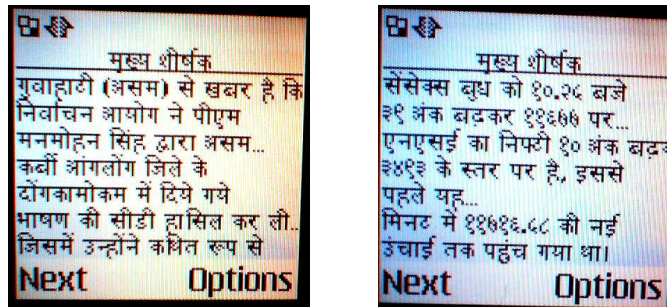 मुख्य शीर्षक
गुवाहाटी (असम) से खबर है कि
निर्वाचन आयोग ने पीएम
मनमोहन सिंह द्वारा असम...
कर्बी आंगलोंग जिले के
दोंगकामोकम में दिये गये
भाषण की सीडी हासिल कर ली..
जिसमें उन्होंने कथित रूप से
Next Options
मुख्य शीर्षक
सेंसेक्स बुध को १०.२८ बजे
३९ अंक बढ़कर ११६७७ पर...
एनएसई का निफ्टी १० अंक बढ़क
३४९३ के स्तर पर है, इससे
पहले यह...
मिनट में ११७१६.८८ की नई
उंचाई तक पहुंच गया था।
Next Options